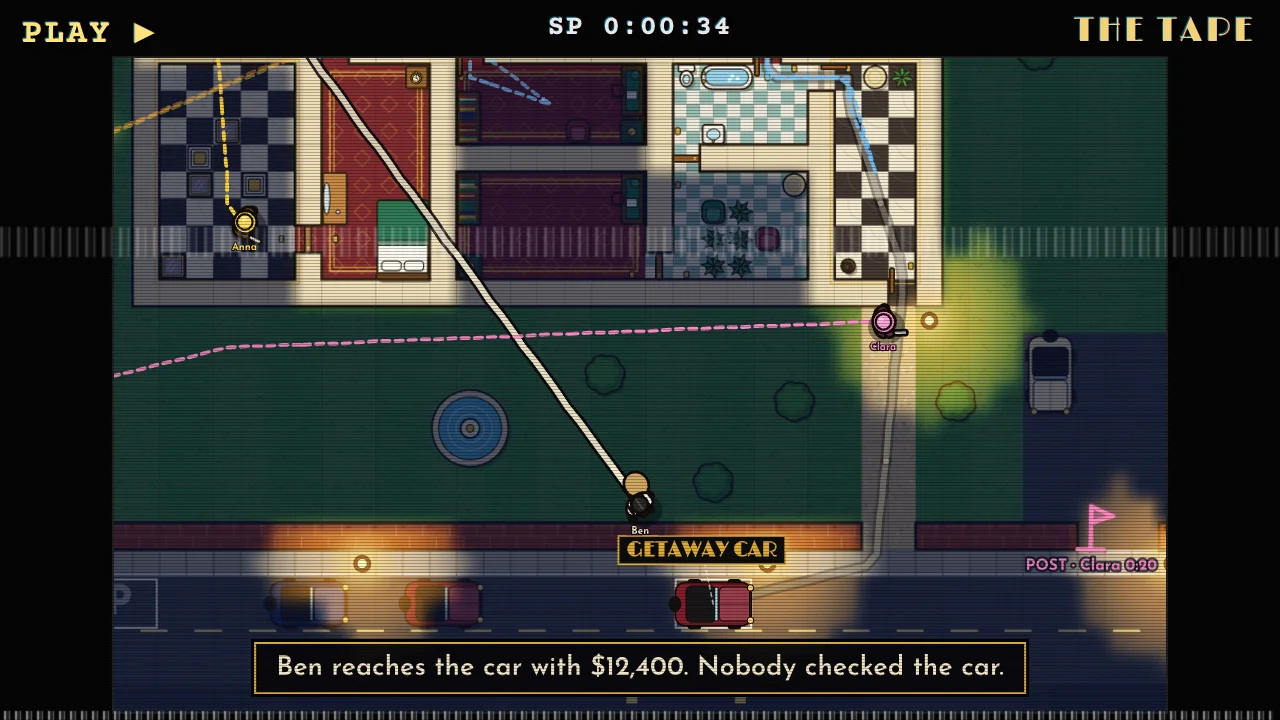 PLAY
SP 0:00:34
THE TAPE
Anna
Clara
Ben
GETAWAY CAR
POST · Clara 0:20
P
Ben reaches the car with $12,400. Nobody checked the car.